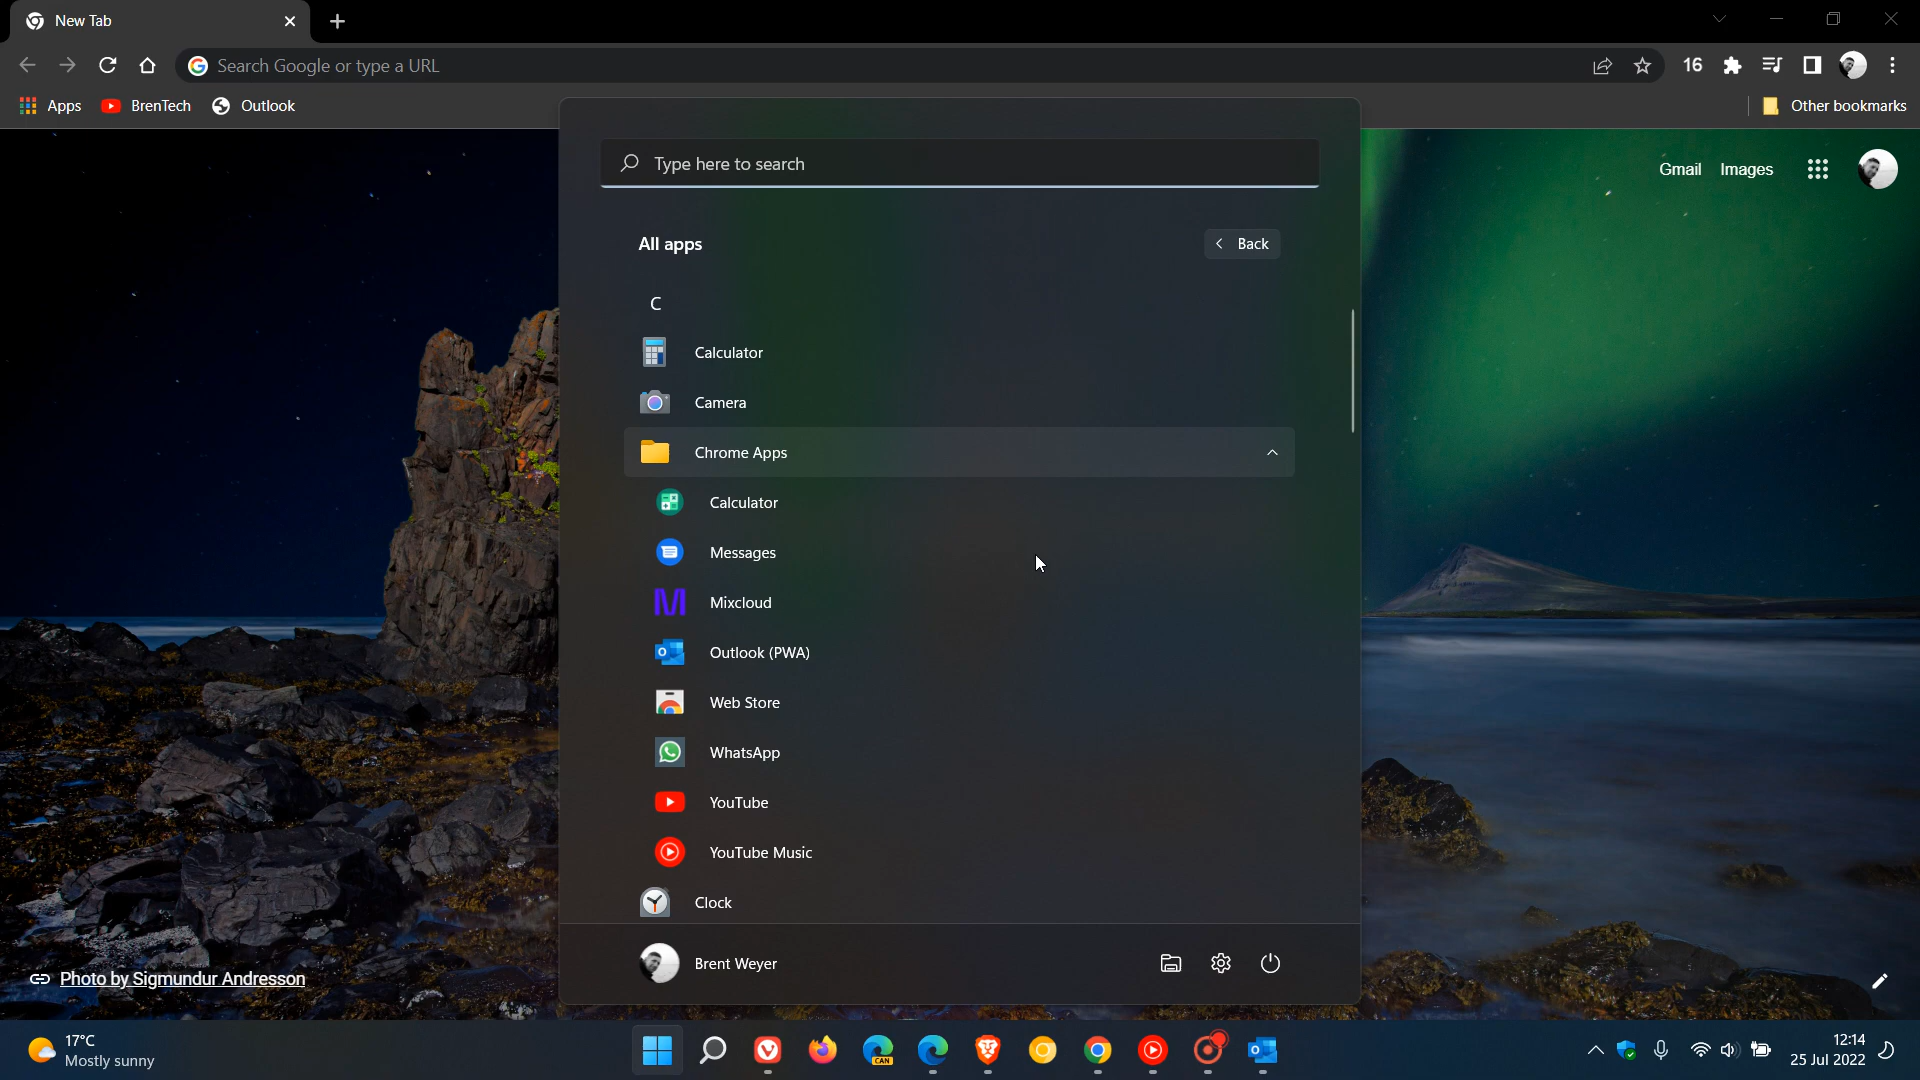 New Tab
Search Google or type a URL
16
Apps
BrenTech
Outlook
Other bookmarks
Gmail
Images
Type here to search
All apps
Back
C
Calculator
Camera
Chrome Apps
Calculator
Messages
Mixcloud
Outlook (PWA)
Web Store
WhatsApp
YouTube
YouTube Music
Clock
Brent Weyer
Photo by Sigmundur Andresson
17°C
Mostly sunny
CAN
12:14
25 Jul 2022